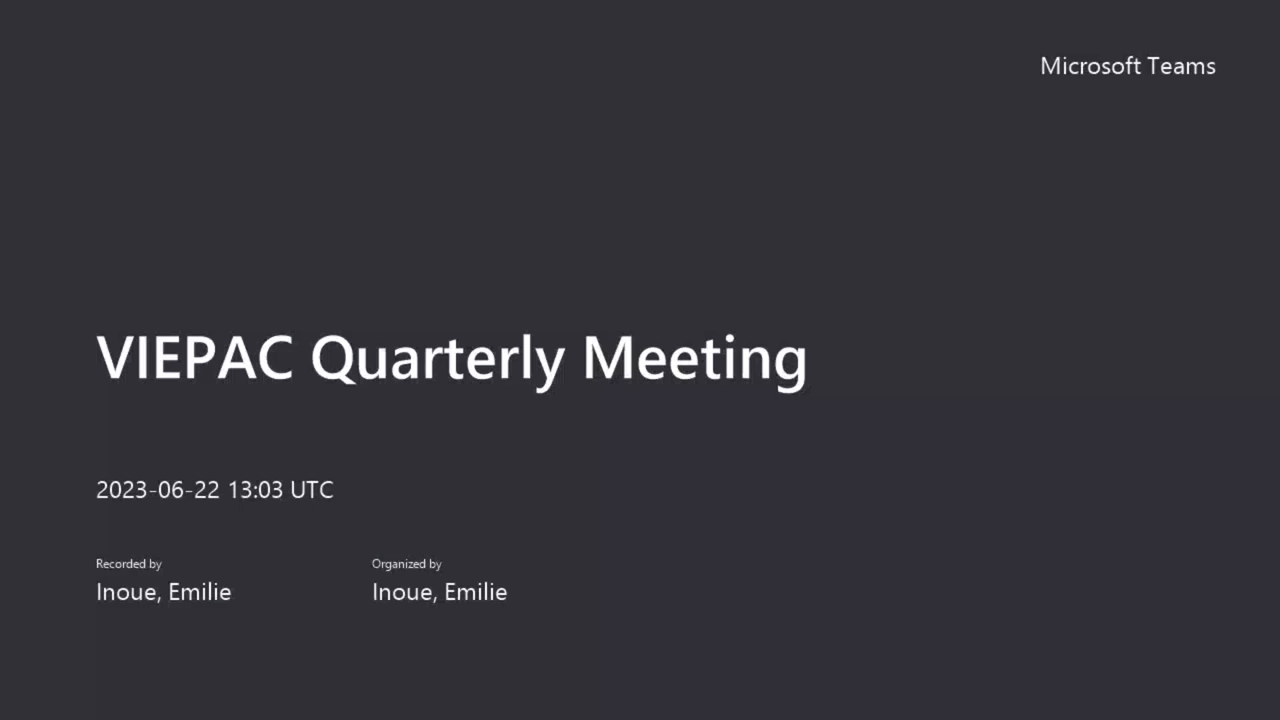 Microsoft Teams
VIEPAC Quarterly Meeting
2023-06-22 13:03 UTC
Recorded by
Organized by
Inoue, Emilie
Inoue, Emilie